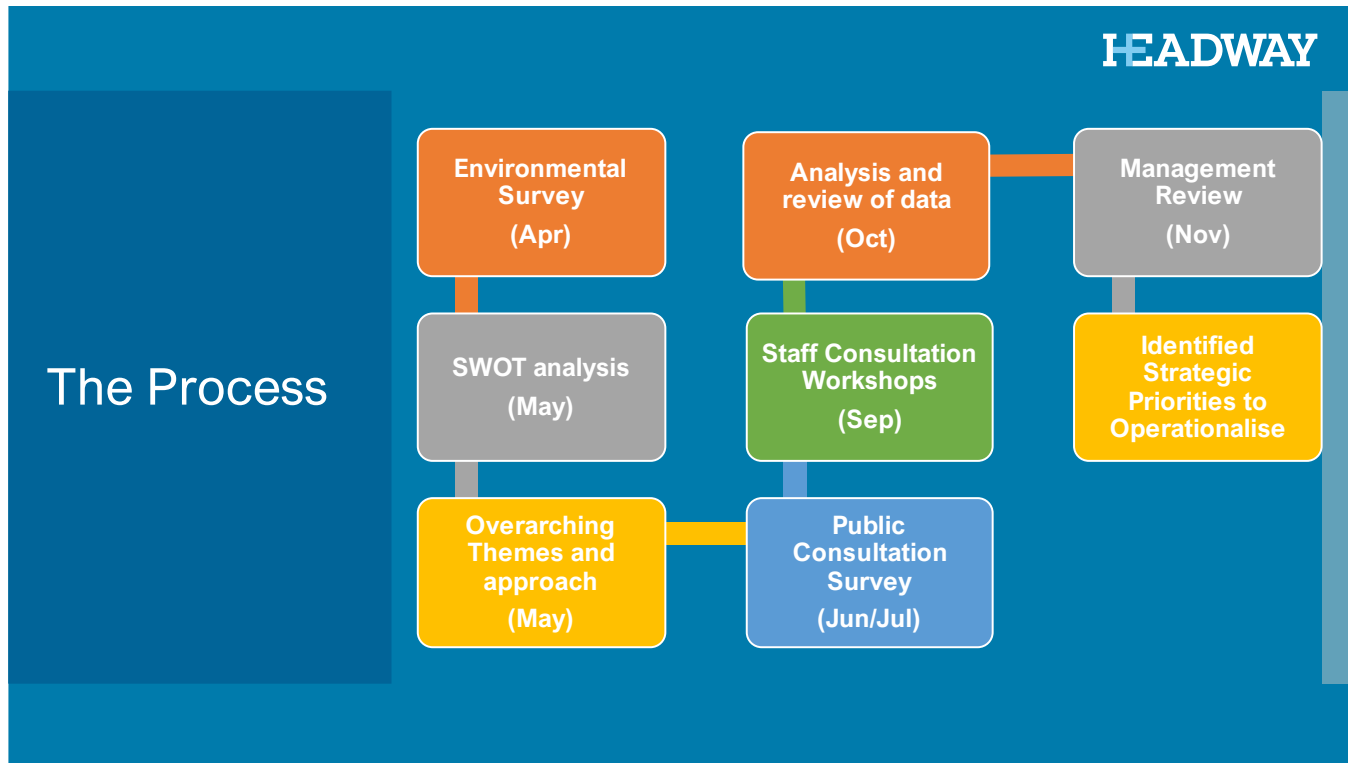 HEADWAY
The Process
Environmental
Survey
(Apr)
SWOT analysis
(May)
Overarching
Themes and
approach
(May)
Public
Consultation
Survey
(Jun/Jul)
Staff Consultation
Workshops
(Sep)
Analysis and
review of data
(Oct)
Management
Review
(Nov)
Identified
Strategic
Priorities to
Operationalise